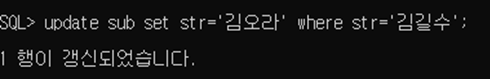 SQL> update sub set str='김오라' where str='김길수';
1 행이 갱신되었습니다.